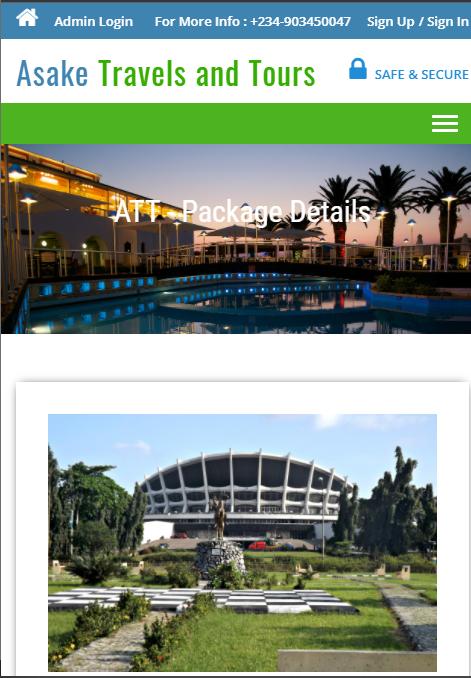 Admin Login For More Info : +234-903450047 Sign Up / Sign In
Asake Travels and Tours SAFE & SECURE
ATT - Package Details